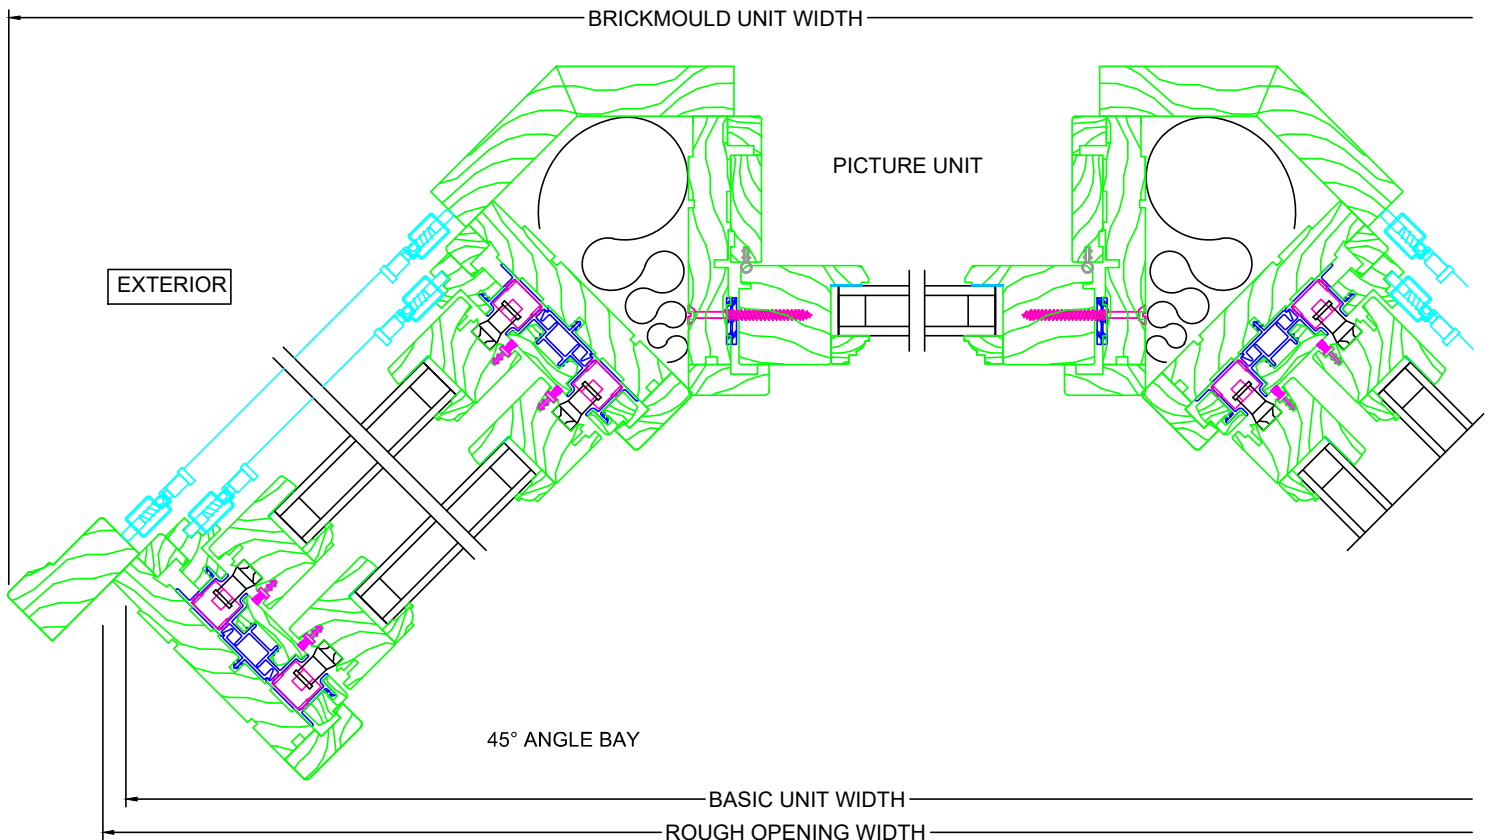 BRICKMOULD UNIT WIDTH
PICTURE UNIT
EXTERIOR
45° ANGLE BAY
BASIC UNIT WIDTH
ROUGH OPENING WIDTH